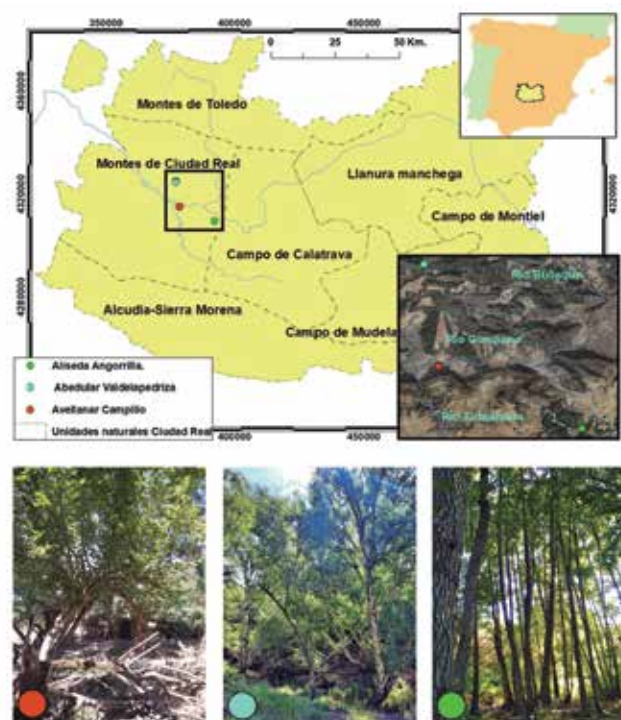 350000 400000 450000
0 25 50 Km.
4360000
Montes de Toledo
Montes de Ciudad Real
Llanura manchega
4320000
4320000
Campo de Montiel
Campo de Calatrava
4280000
Alcudia-Sierra Morena
Campo de Mudela
Río Bullaque
Río Guadiana
Aliseda Angorrilla.
Abedular Valdelapedriza
Avellanar Campillo
Unidades naturales Ciudad Real
400000 450000